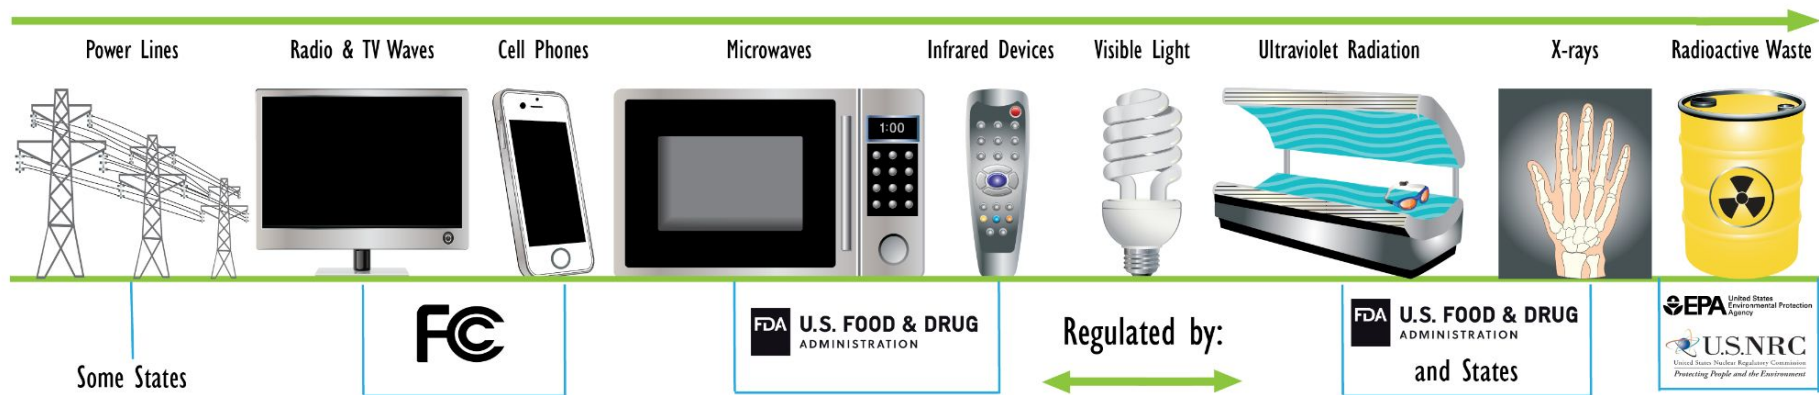 Power Lines
Radio & TV Waves
Cell Phones
Microwaves
Infrared Devices
Visible Light
Ultraviolet Radiation
X-rays
Radioactive Waste
1:00
Some States
FCC
FDA U.S. FOOD & DRUG
ADMINISTRATION
Regulated by:
FDA U.S. FOOD & DRUG
ADMINISTRATION
and States
EPA United States
Environmental Protection
Agency
U.S.NRC
United States Nuclear Regulatory Commission
Protecting People and the Environment